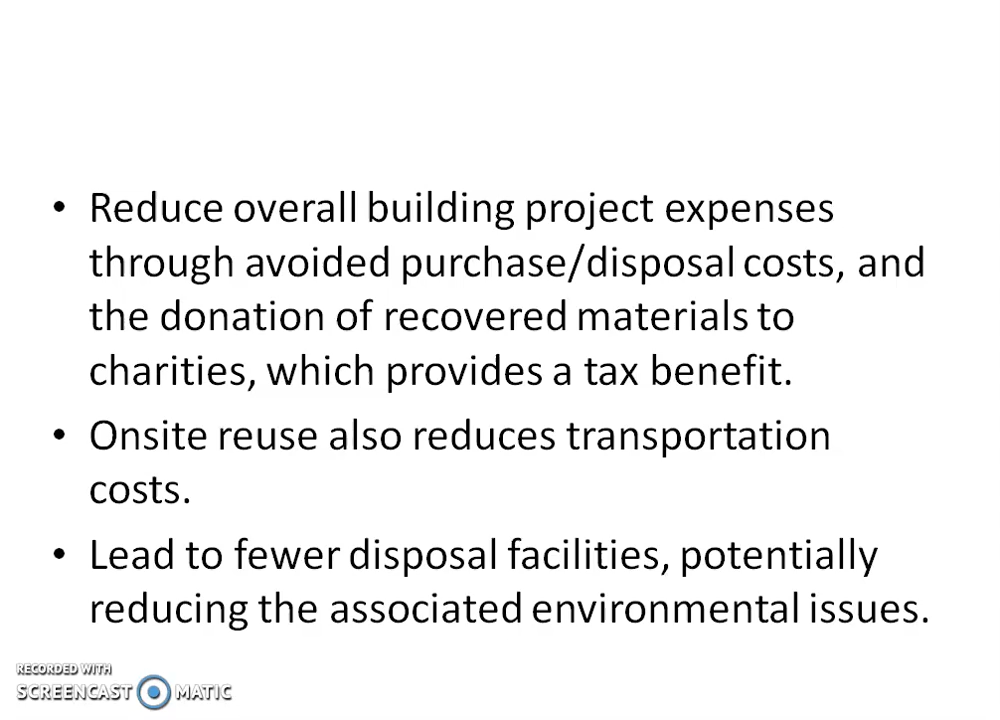 • Reduce overall building project expenses
through avoided purchase/disposal costs, and
the donation of recovered materials to
charities, which provides a tax benefit.
• Onsite reuse also reduces transportation
costs.
• Lead to fewer disposal facilities, potentially
reducing the associated environmental issues.
RECORDED WITH
SCREENCAST MATIC